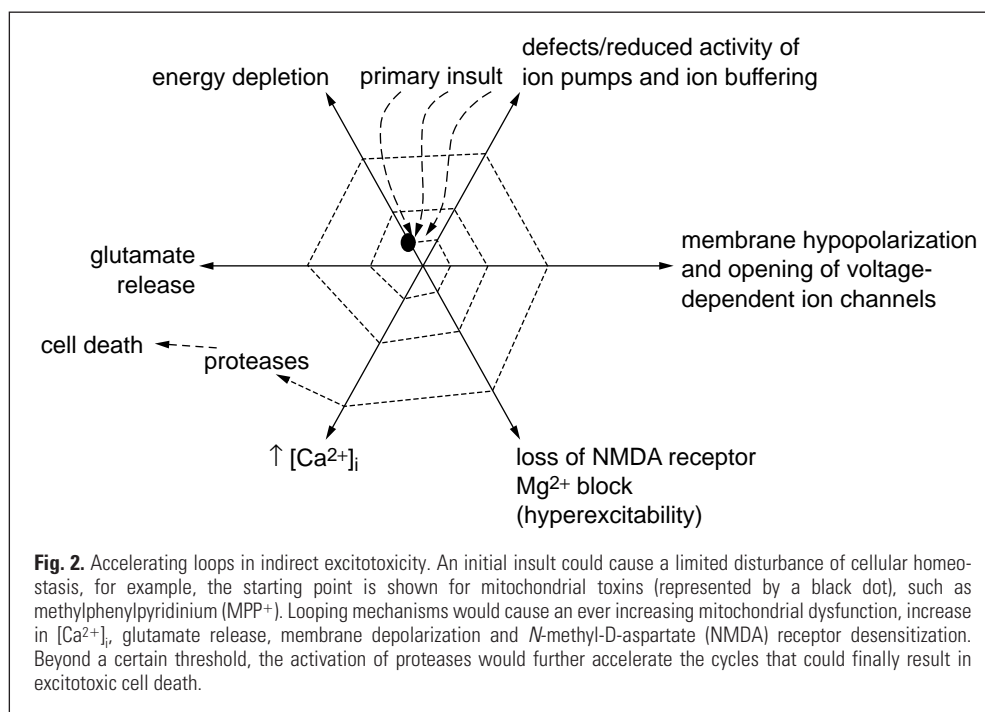 energy depletion
primary insult
defects/reduced activity of
ion pumps and ion buffering
glutamate
release
membrane hypopolarization
and opening of voltage-
dependent ion channels
cell death
proteases
↑ [Ca²⁺]ᵢ
loss of NMDA receptor
Mg²⁺ block
(hyperexcitability)
Fig. 2. Accelerating loops in indirect excitotoxicity. An initial insult could cause a limited disturbance of cellular homeo-
stasis, for example, the starting point is shown for mitochondrial toxins (represented by a black dot), such as
methylphenylpyridinium (MPP⁺). Looping mechanisms would cause an ever increasing mitochondrial dysfunction, increase
in [Ca²⁺]ᵢ, glutamate release, membrane depolarization and N-methyl-D-aspartate (NMDA) receptor desensitization.
Beyond a certain threshold, the activation of proteases would further accelerate the cycles that could finally result in
excitotoxic cell death.